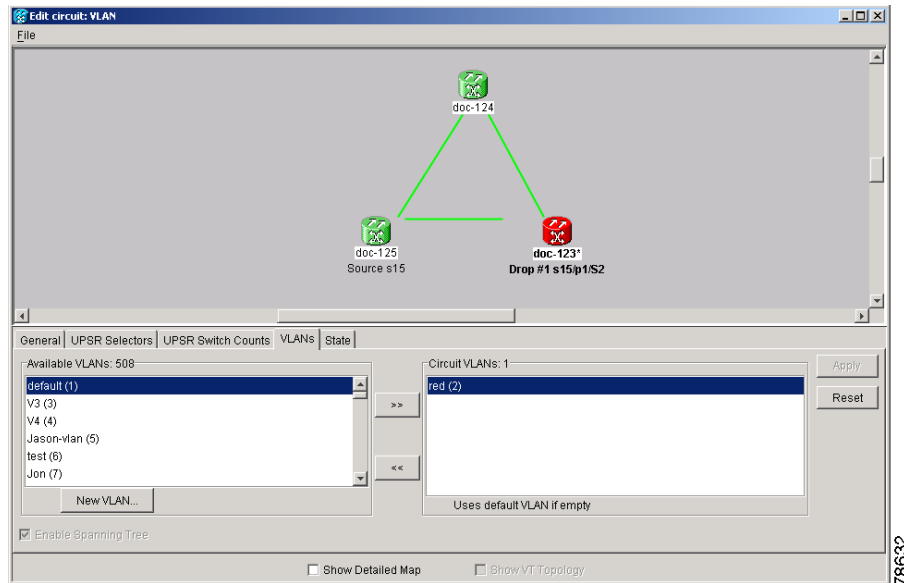 Edit circuit: VLAN
File
doc-124
doc-125
Source s15
doc-123*
Drop #1 s15/p1/S2
General UPSR Selectors UPSR Switch Counts VLANs State
Available VLANs: 508
default (1)
V3 (3)
V4 (4)
Jason-vlan (5)
test (6)
Jon (7)
New VLAN...
>>
<<
Circuit VLANs: 1
red (2)
Uses default VLAN if empty
Apply
Reset
Enable Spanning Tree
Show Detailed Map
Show VT Topology
78632